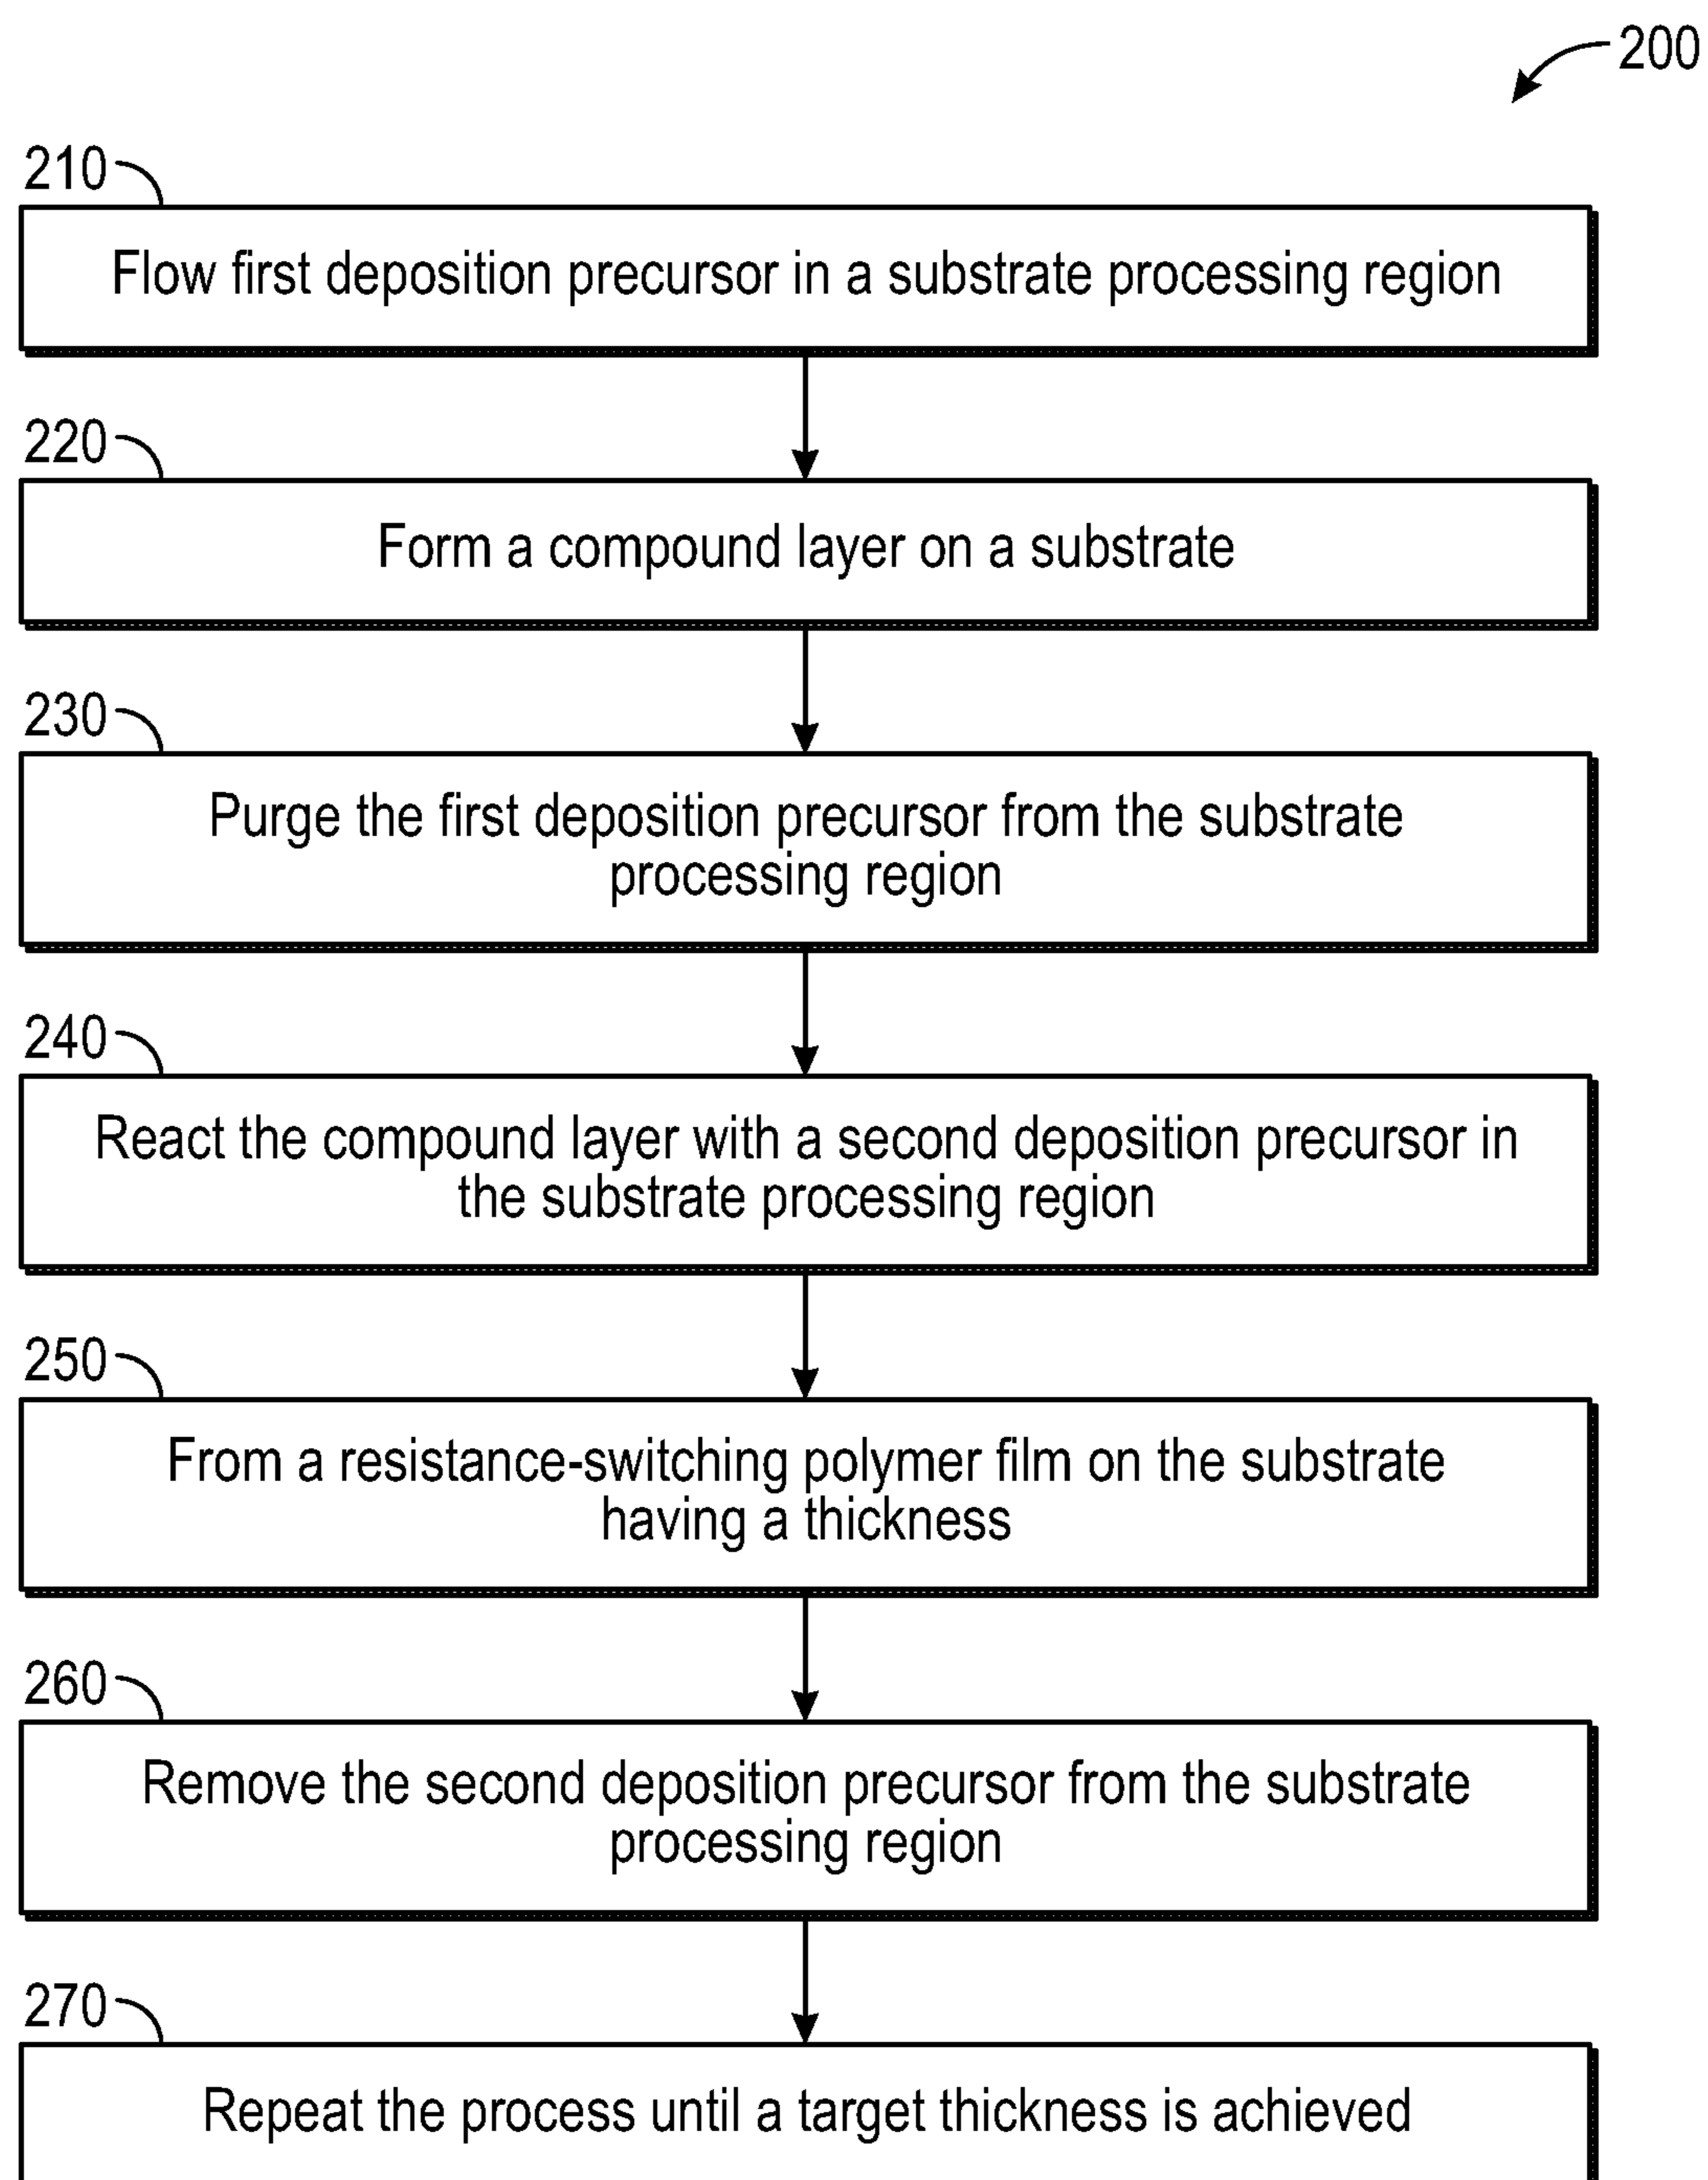 200
210
Flow first deposition precursor in a substrate processing region
220
Form a compound layer on a substrate
230
Purge the first deposition precursor from the substrate
processing region
240
React the compound layer with a second deposition precursor in
the substrate processing region
250
From a resistance-switching polymer film on the substrate
having a thickness
260
Remove the second deposition precursor from the substrate
processing region
270
Repeat the process until a target thickness is achieved